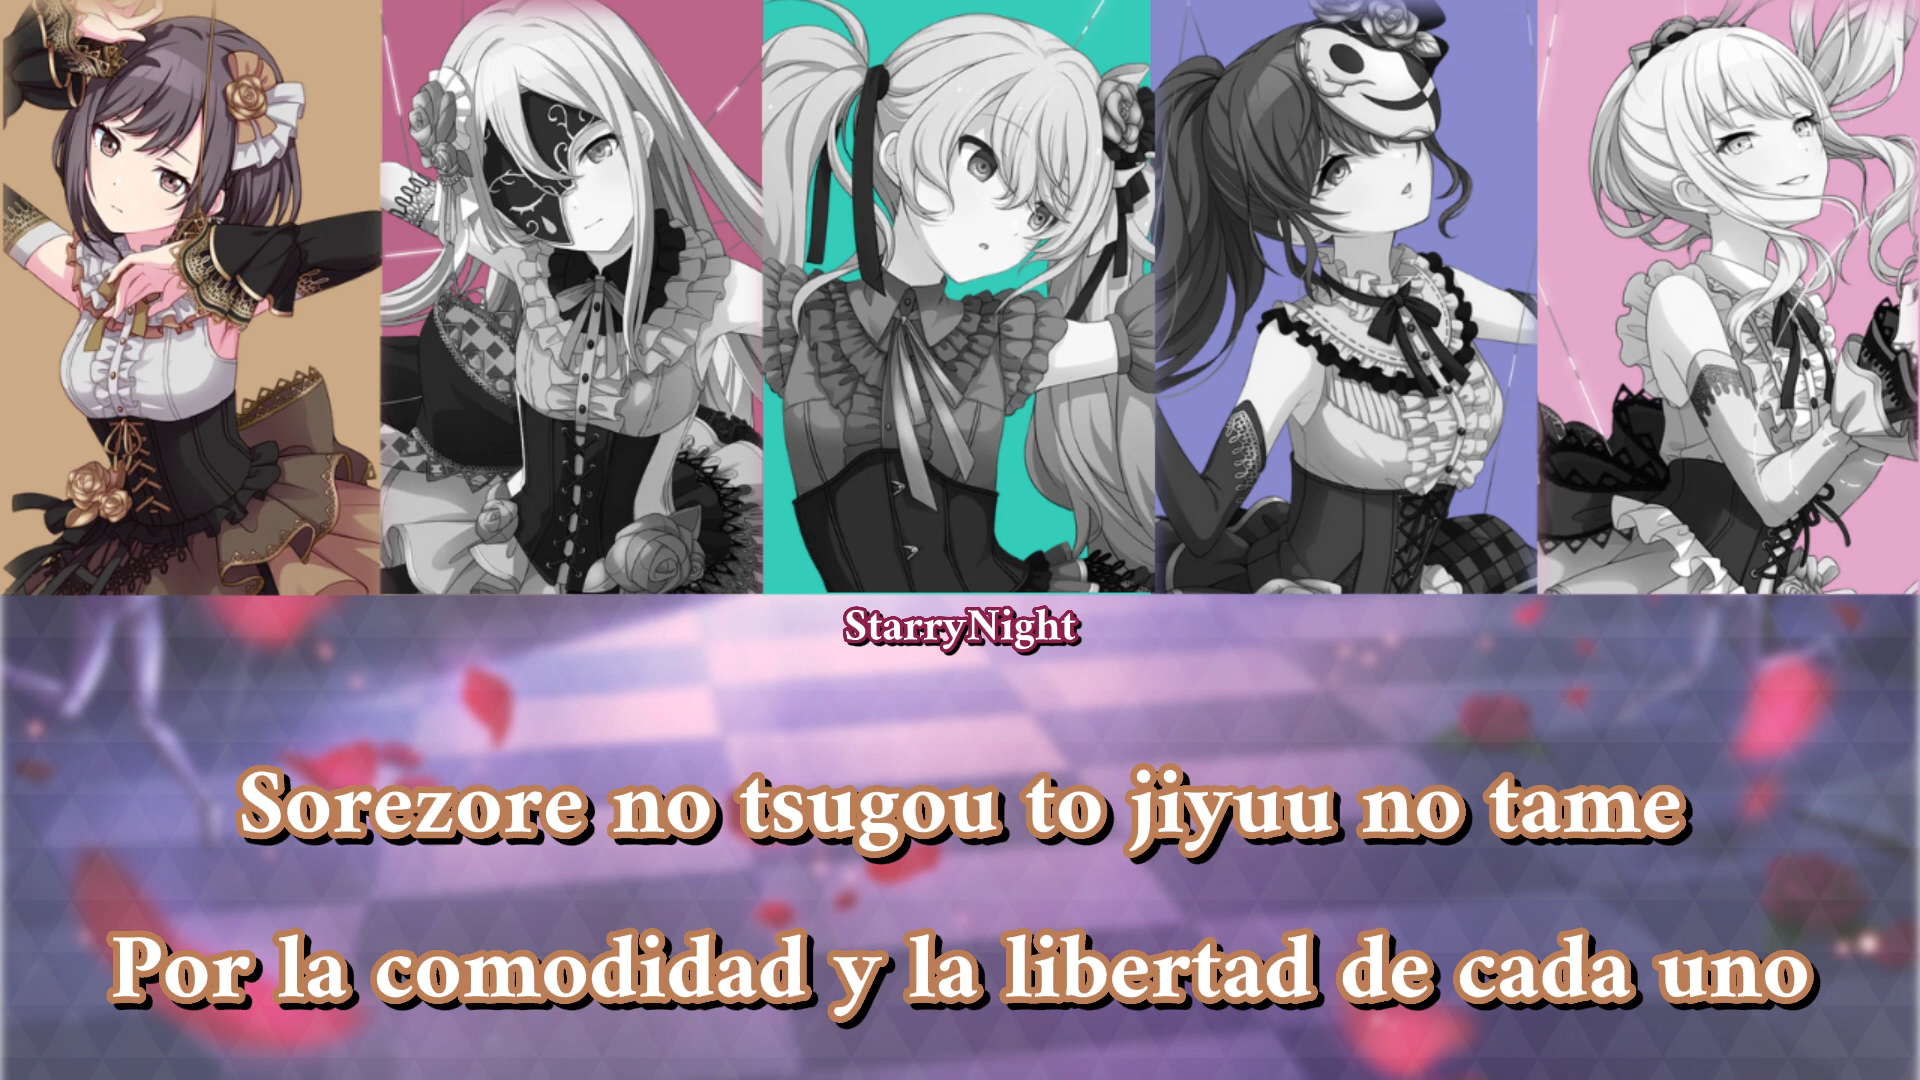 StarryNight
Sorezore no tsugou to jiyuu no tame
Por la comodidad y la libertad de cada uno